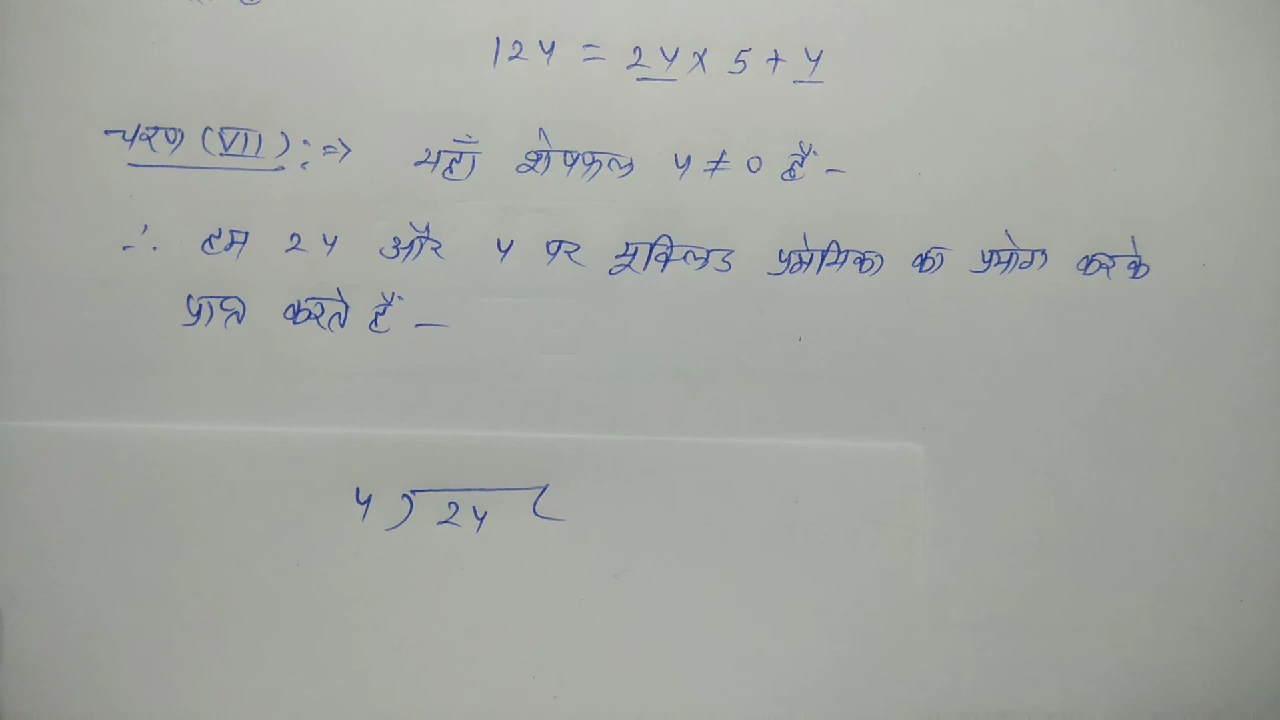 124 = 24 x 5 + 4
चरण (VII) :⇒ यहाँ शेषफल 4 ≠ 0 है -
∴ हम 24 और 4 पर यूक्लिड प्रमेयिका का प्रयोग करके
प्राप्त करते हैं -
4 ) 24 (